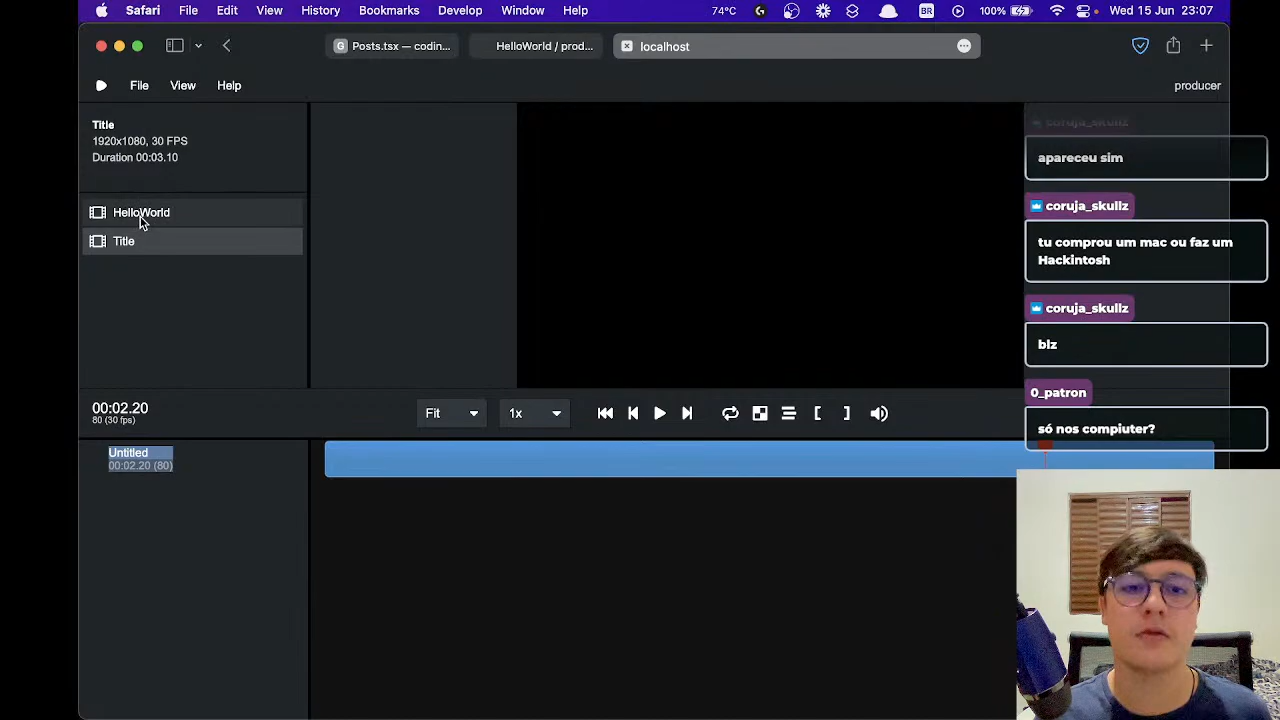 Safari File Edit View History Bookmarks Develop Window Help 74°C BR 100% Wed 15 Jun 23:07
Posts.tsx — codin... HelloWorld / prod... localhost
File View Help producer
Title
1920x1080, 30 FPS
Duration 00:03.10
HelloWorld
Title
coruja_skullz
apareceu sim
coruja_skullz
tu comprou um mac ou faz um
Hackintosh
coruja_skullz
blz
0_patron
só nos compiuter?
00:02.20
80 (30 fps)
Fit 1x
Untitled
00:02.20 (80)